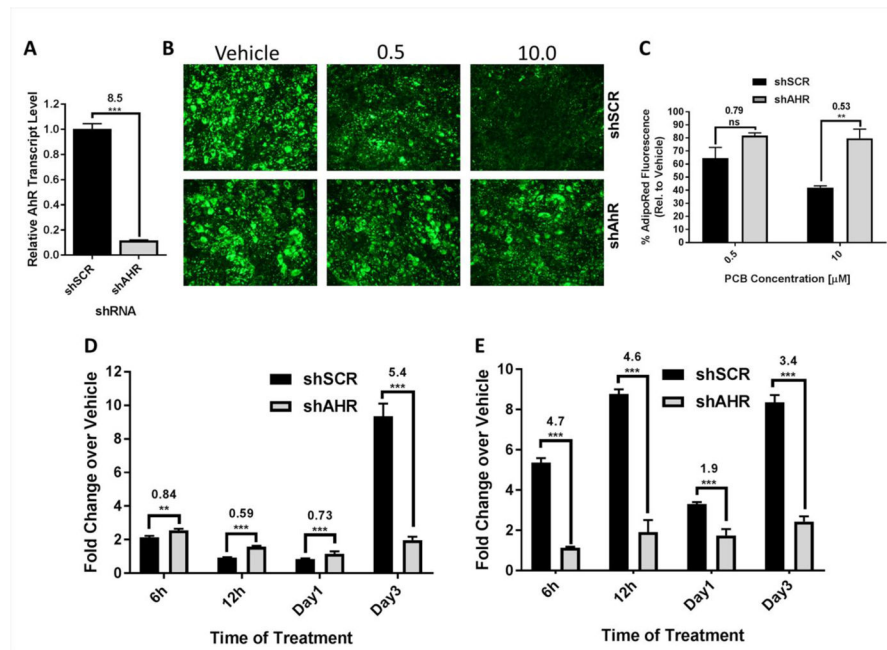 A
8.5
***
Relative AhR Transcript Level
1.2
1.0
0.8
0.6
0.4
0.2
0.0
shSCR
shAHR
shRNA
B
Vehicle
0.5
10.0
shSCR
shAhR
C
shSCR
shAHR
0.79
ns
0.53
**
% AdipoRed Fluorescence
(Rel. to Vehicle)
100
90
80
70
60
50
40
30
20
10
0
0.5
10
PCB Concentration [µM]
D
shSCR
shAHR
5.4
***
0.84
**
0.59
***
0.73
***
Fold Change over Vehicle
12
10
8
6
4
2
0
6h
12h
Day1
Day3
Time of Treatment
E
shSCR
shAHR
4.7
***
4.6
***
1.9
***
3.4
***
Fold Change over Vehicle
10
8
6
4
2
0
6h
12h
Day1
Day3
Time of Treatment